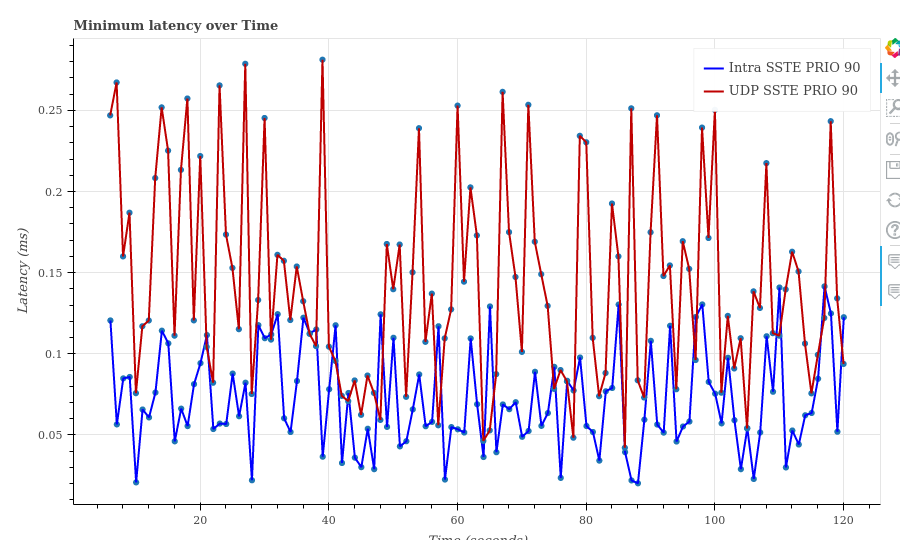 Minimum latency over Time
Intra SSTE PRIO 90
UDP SSTE PRIO 90
0.25
0.2
0.15
0.1
0.05
Latency (ms)
20 40 60 80 100 120
Time (seconds)